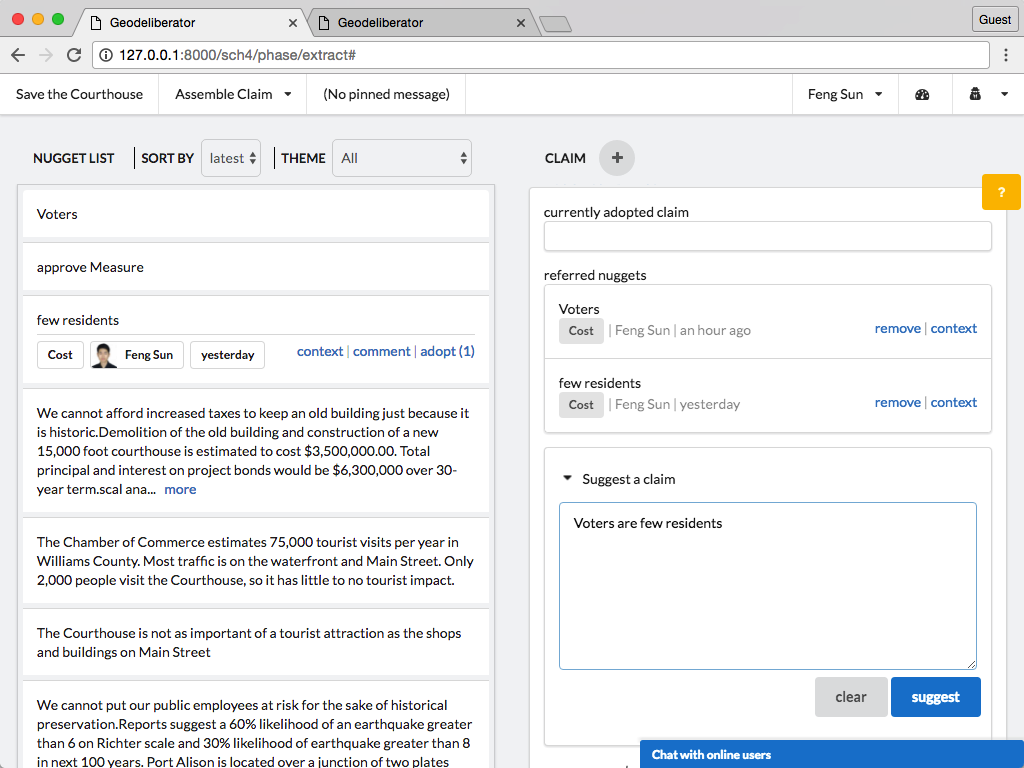 Geodeliberator
Geodeliberator
Guest
127.0.0.1:8000/sch4/phase/extract#
Save the Courthouse
Assemble Claim
(No pinned message)
Feng Sun
NUGGET LIST
SORT BY
latest
THEME
All
Voters
approve Measure
few residents
Cost
Feng Sun
yesterday
context | comment | adopt (1)
We cannot afford increased taxes to keep an old building just because it
is historic.Demolition of the old building and construction of a new
15,000 foot courthouse is estimated to cost $3,500,000.00. Total
principal and interest on project bonds would be $6,300,000 over 30-
year term.scal ana... more
The Chamber of Commerce estimates 75,000 tourist visits per year in
Williams County. Most traffic is on the waterfront and Main Street. Only
2,000 people visit the Courthouse, so it has little to no tourist impact.
The Courthouse is not as important of a tourist attraction as the shops
and buildings on Main Street
We cannot put our public employees at risk for the sake of historical
preservation.Reports suggest a 60% likelihood of an earthquake greater
than 6 on Richter scale and 30% likelihood of earthquake greater than 8
in next 100 years. Port Alison is located over a junction of two plates
CLAIM
+
?
currently adopted claim
referred nuggets
Voters
Cost | Feng Sun | an hour ago
remove | context
few residents
Cost | Feng Sun | yesterday
remove | context
Suggest a claim
Voters are few residents
clear
suggest
Chat with online users